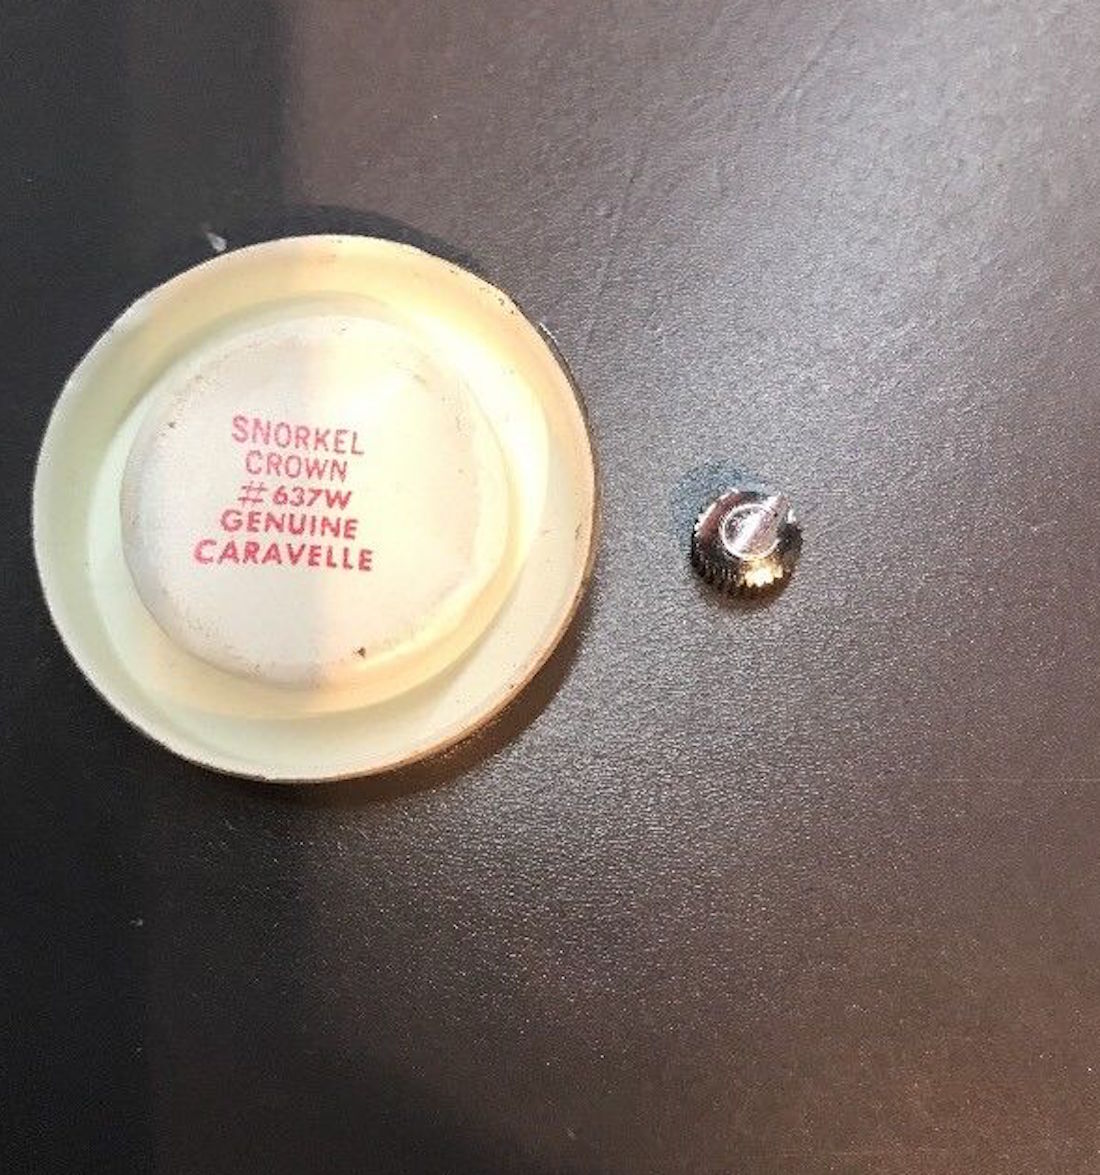 SNORKEL
CROWN
#637W
GENUINE
CARAVELLE